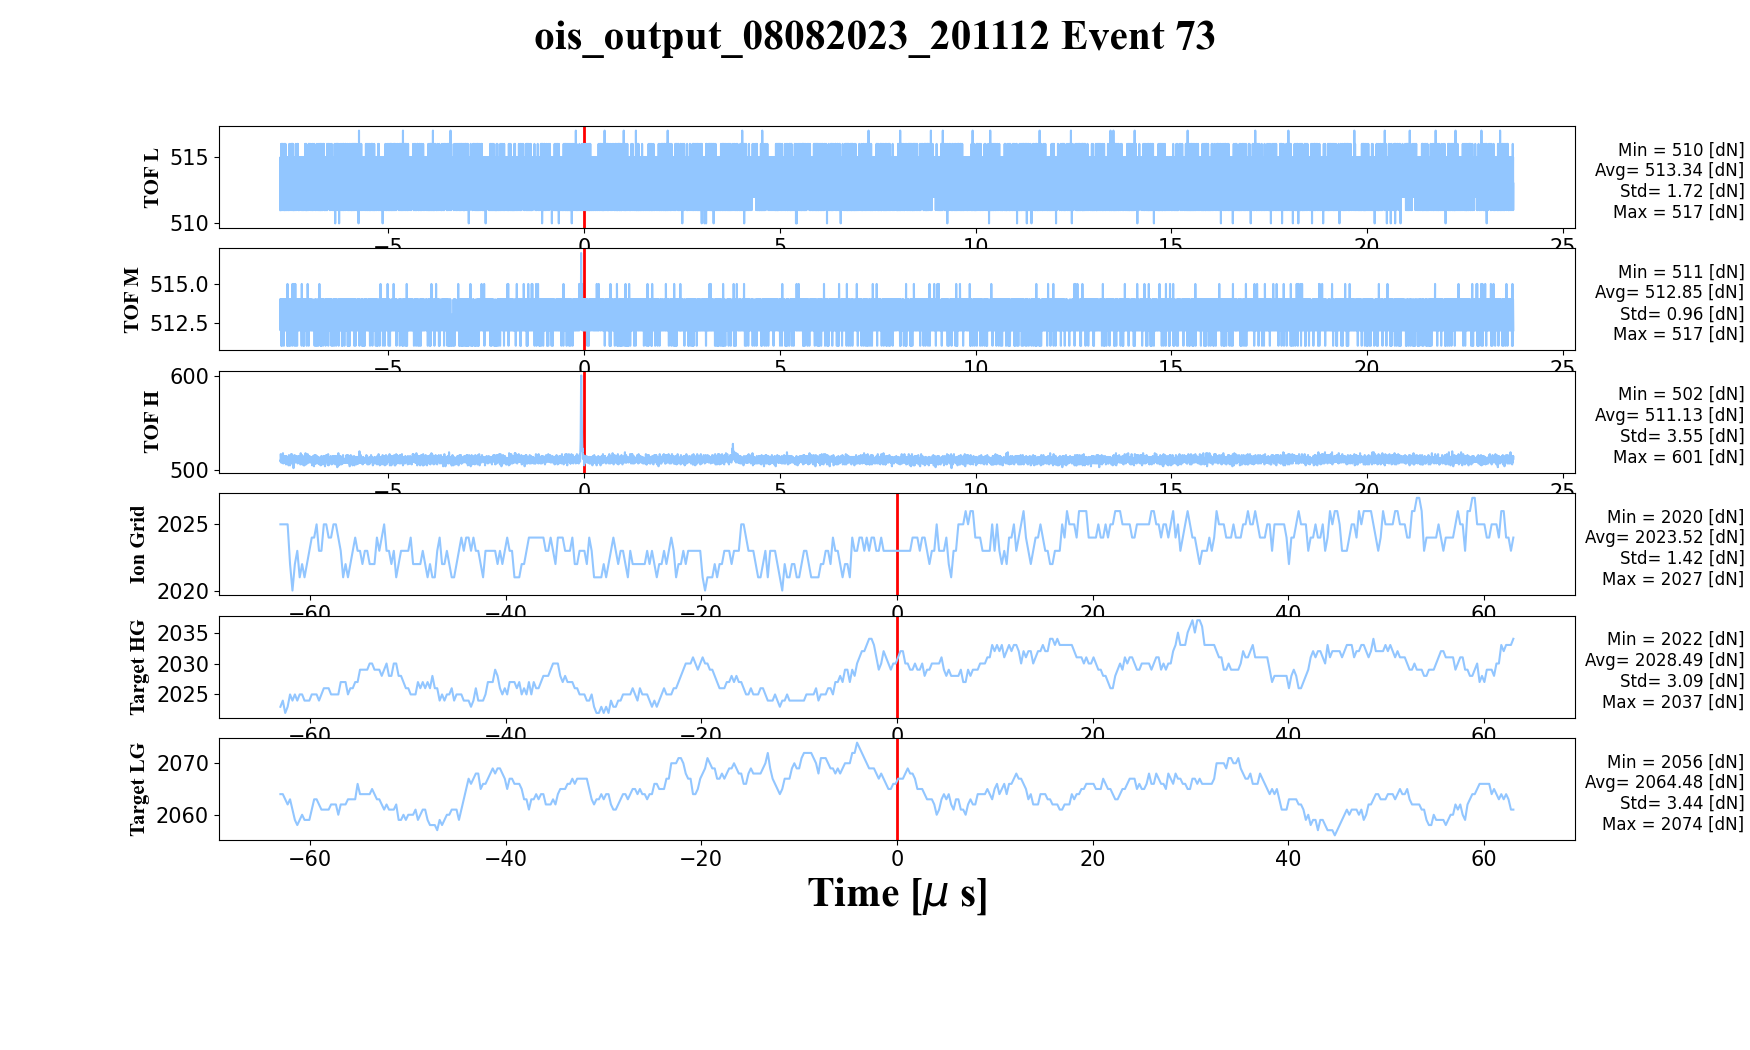 ois_output_08082023_201112 Event 73
TOF L
515
510
Min = 510 [dN]
Avg= 513.34 [dN]
Std= 1.72 [dN]
Max = 517 [dN]
−5 0 5 10 15 20 25
TOF M
515.0
512.5
Min = 511 [dN]
Avg= 512.85 [dN]
Std= 0.96 [dN]
Max = 517 [dN]
−5 0 5 10 15 20 25
TOF H
600
500
Min = 502 [dN]
Avg= 511.13 [dN]
Std= 3.55 [dN]
Max = 601 [dN]
−5 0 5 10 15 20 25
Ion Grid
2025
2020
Min = 2020 [dN]
Avg= 2023.52 [dN]
Std= 1.42 [dN]
Max = 2027 [dN]
−60 −40 −20 0 20 40 60
Target HG
2035
2030
2025
Min = 2022 [dN]
Avg= 2028.49 [dN]
Std= 3.09 [dN]
Max = 2037 [dN]
−60 −40 −20 0 20 40 60
Target LG
2070
2060
Min = 2056 [dN]
Avg= 2064.48 [dN]
Std= 3.44 [dN]
Max = 2074 [dN]
−60 −40 −20 0 20 40 60
Time [μ s]